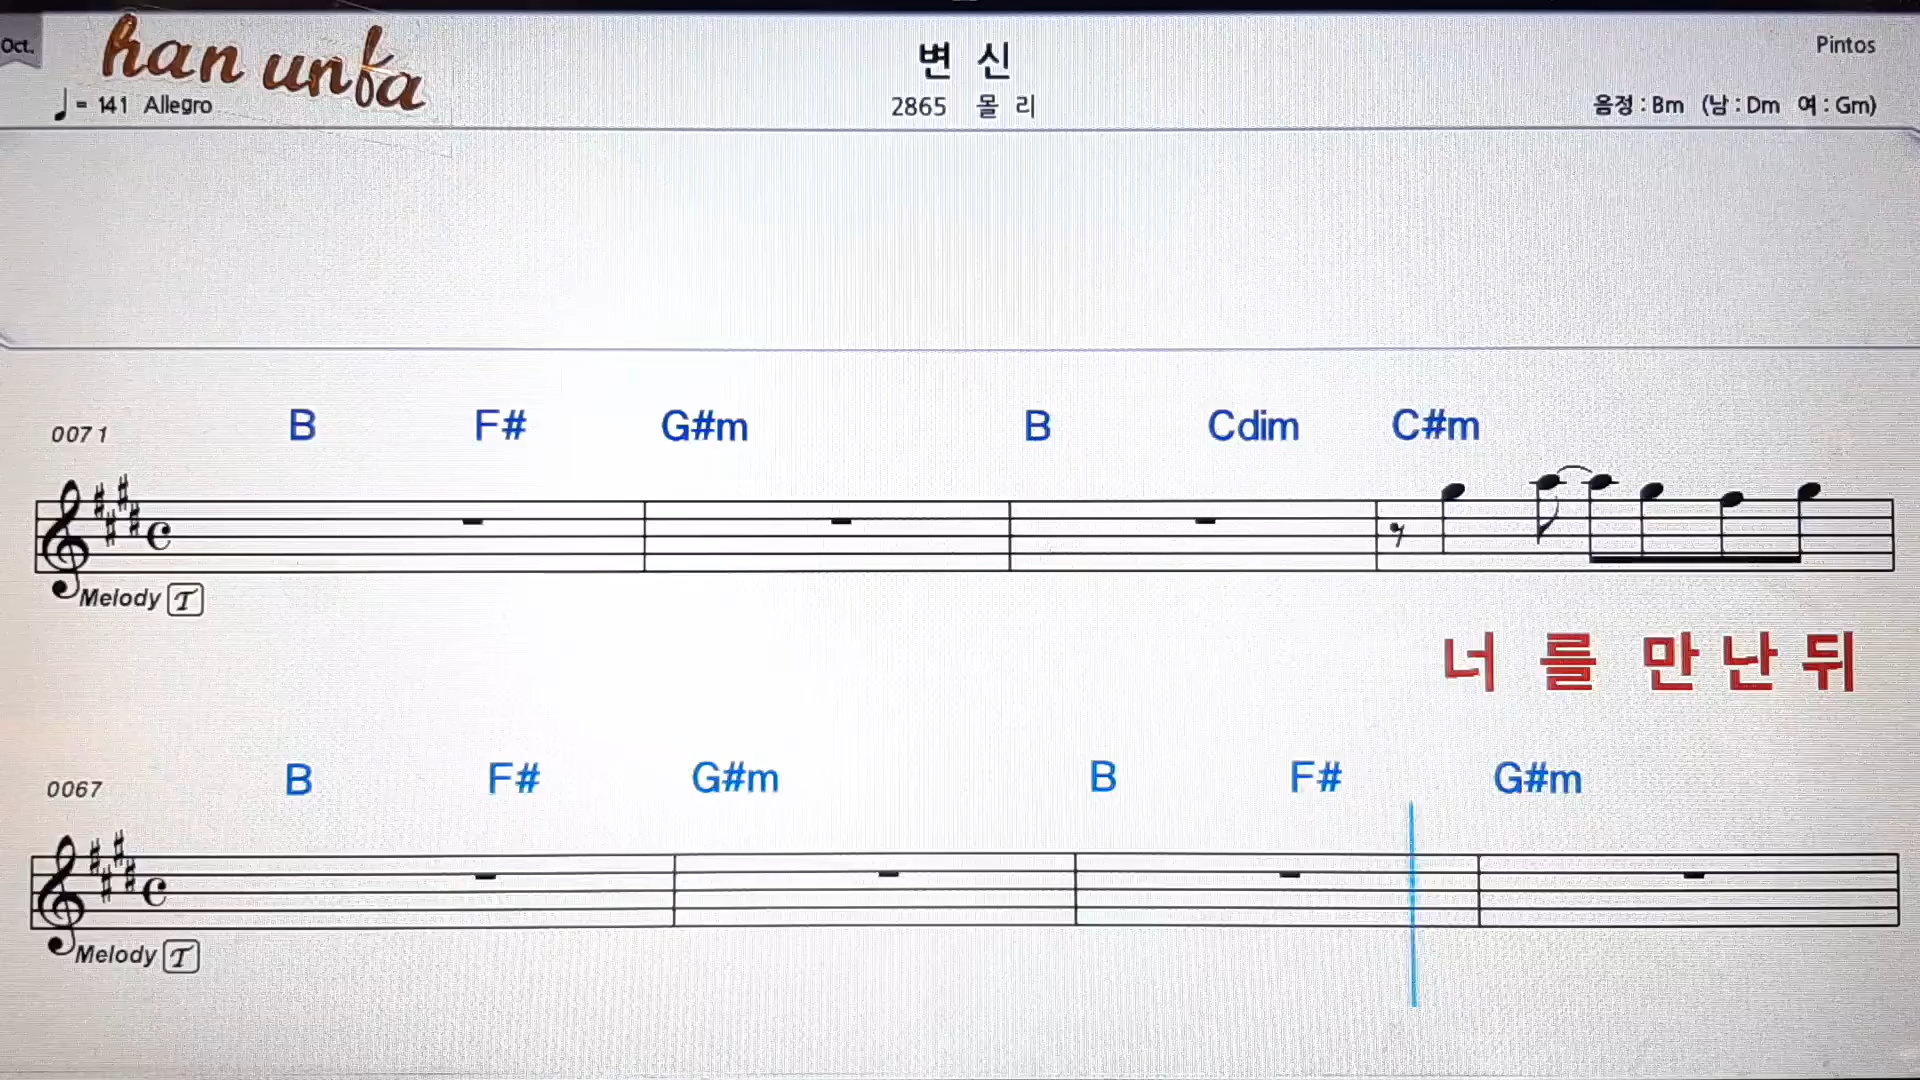 Oct.
han unfa
변 신
Pintos
♩ = 141 Allegro
2865 몰 리
음정 : Bm (남 : Dm 여 : Gm)
0071 B F# G#m B Cdim C#m
Melody T
너 를 만 난 뒤
0067 B F# G#m B F# G#m
Melody T